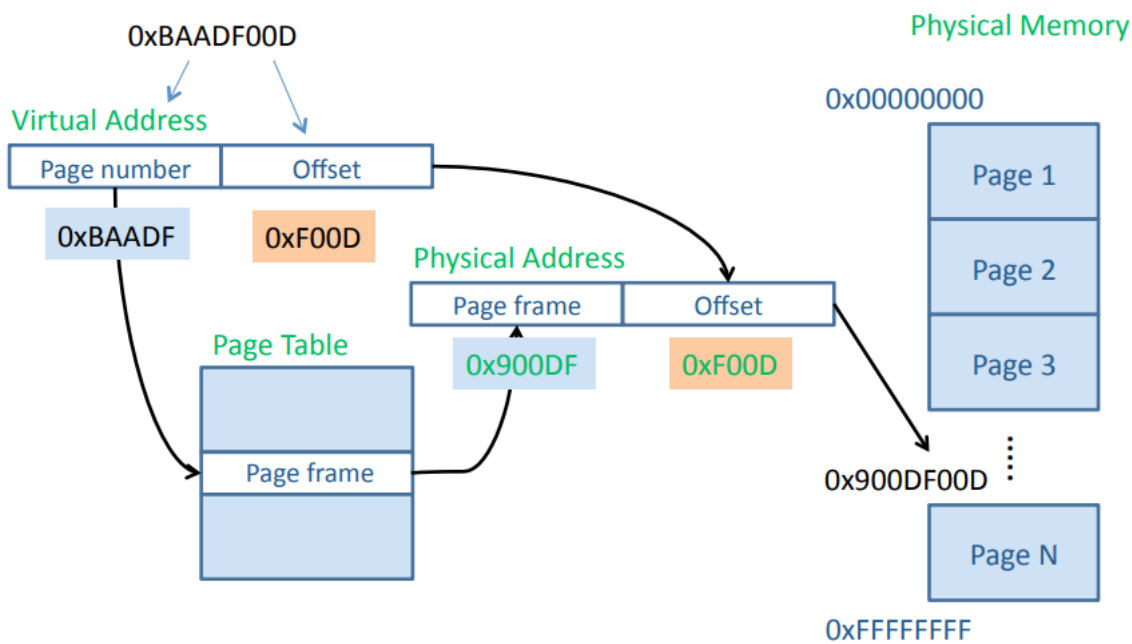 0xBAADF00D
Virtual Address
Page number
Offset
0xBAADF
0xF00D
Physical Address
Page frame
Offset
0x900DF
0xF00D
Page Table
Page frame
Physical Memory
0x00000000
Page 1
Page 2
Page 3
0x900DF00D
Page N
0xFFFFFFFF